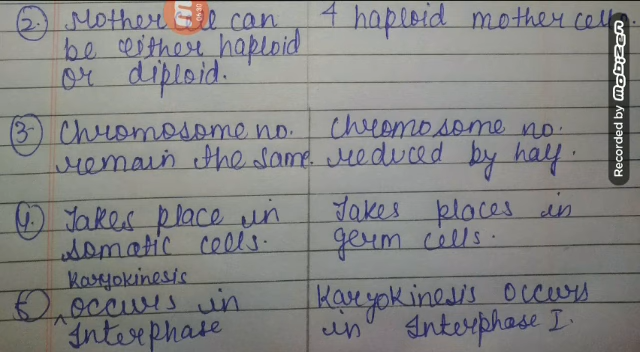 2. Mother can
be either haploid
or diploid.
4 haploid mother cells.
3. Chromosome no.
remain the same.
Chromosome no.
reduced by half.
4. Takes place in
somatic cells.
Takes places in
germ cells.
Karyokinesis
5. occurs in
Interphase
Karyokinesis occurs
in Interphase I.
Recorded by MOBIZEN